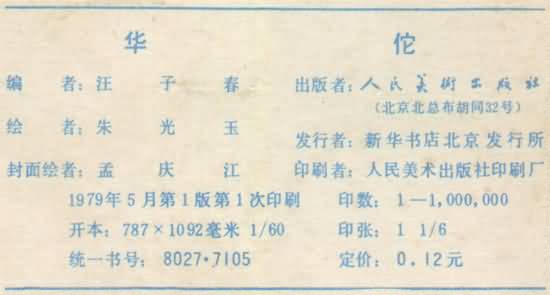 华佗
编者：汪子春
绘者：朱光玉
封面绘者：孟庆江
1979年5月第1版第1次印刷
开本：787×1092毫米 1/60
统一书号：8027·7105
出版者：人民美術出版社
（北京北总布胡同32号）
发行者：新华书店北京发行所
印刷者：人民美术出版社印刷厂
印数：1—1,000,000
印张：1 1/6
定价：0.12元